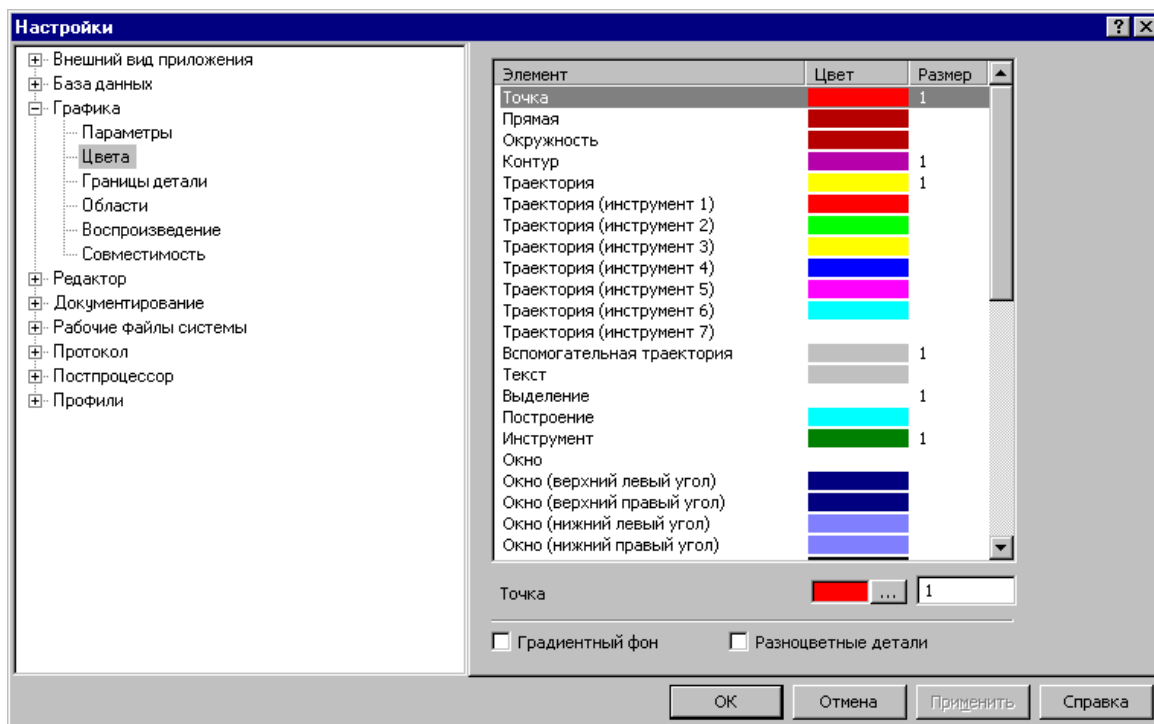 Настройки
Внешний вид приложения
База данных
Графика
Параметры
Цвета
Границы детали
Области
Воспроизведение
Совместимость
Редактор
Документирование
Рабочие файлы системы
Протокол
Постпроцессор
Профили
Элемент Цвет Размер
Точка 1
Прямая
Окружность
Контур 1
Траектория 1
Траектория (инструмент 1)
Траектория (инструмент 2)
Траектория (инструмент 3)
Траектория (инструмент 4)
Траектория (инструмент 5)
Траектория (инструмент 6)
Траектория (инструмент 7)
Вспомогательная траектория 1
Текст
Выделение 1
Построение
Инструмент 1
Окно
Окно (верхний левый угол)
Окно (верхний правый угол)
Окно (нижний левый угол)
Окно (нижний правый угол)
Точка ... 1
Градиентный фон Разноцветные детали
ОК Отмена Применить Справка